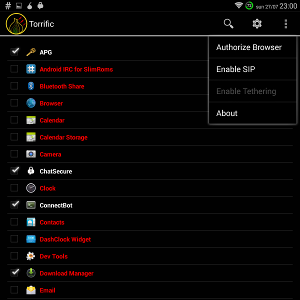 # sun 27/07 23:00
Torrific
Authorize Browser
Enable SIP
Enable Tethering
About
APG
Android IRC for SlimRoms
Bluetooth Share
Browser
Calendar
Calendar Storage
Camera
ChatSecure
Clock
ConnectBot
Contacts
DashClock Widget
Dev Tools
Download Manager
Email